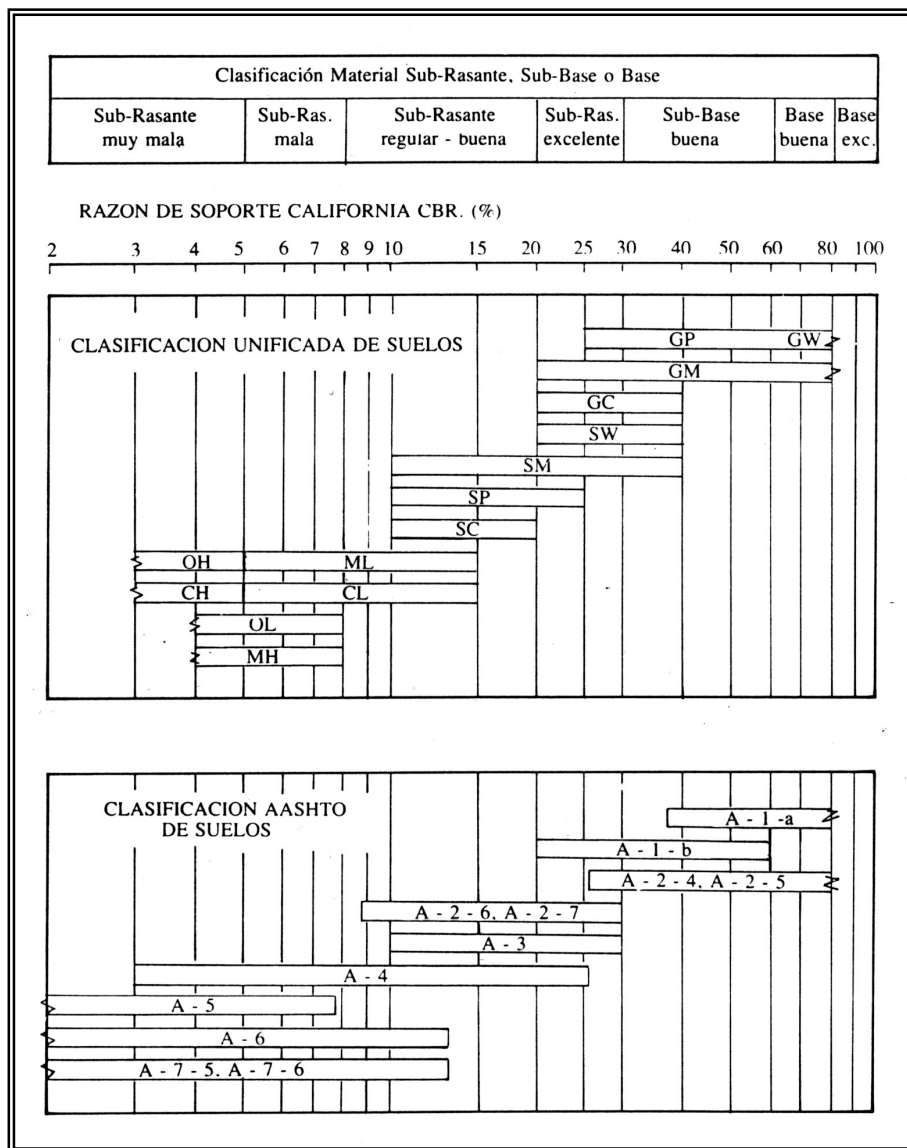 Clasificación Material Sub-Rasante, Sub-Base o Base
Sub-Rasante muy mala
Sub-Ras. mala
Sub-Rasante regular - buena
Sub-Ras. excelente
Sub-Base buena
Base buena
Base exc.
RAZON DE SOPORTE CALIFORNIA CBR. (%)
2 3 4 5 6 7 8 9 10 15 20 25 30 40 50 60 80 100
CLASIFICACION UNIFICADA DE SUELOS
GP GW
GM
GC
SW
SM
SP
SC
OH ML
CH CL
OL
MH
CLASIFICACION AASHTO
DE SUELOS
A - 1 - a
A - 1 - b
A - 2 - 4, A - 2 - 5
A - 2 - 6, A - 2 - 7
A - 3
A - 4
A - 5
A - 6
A - 7 - 5, A - 7 - 6